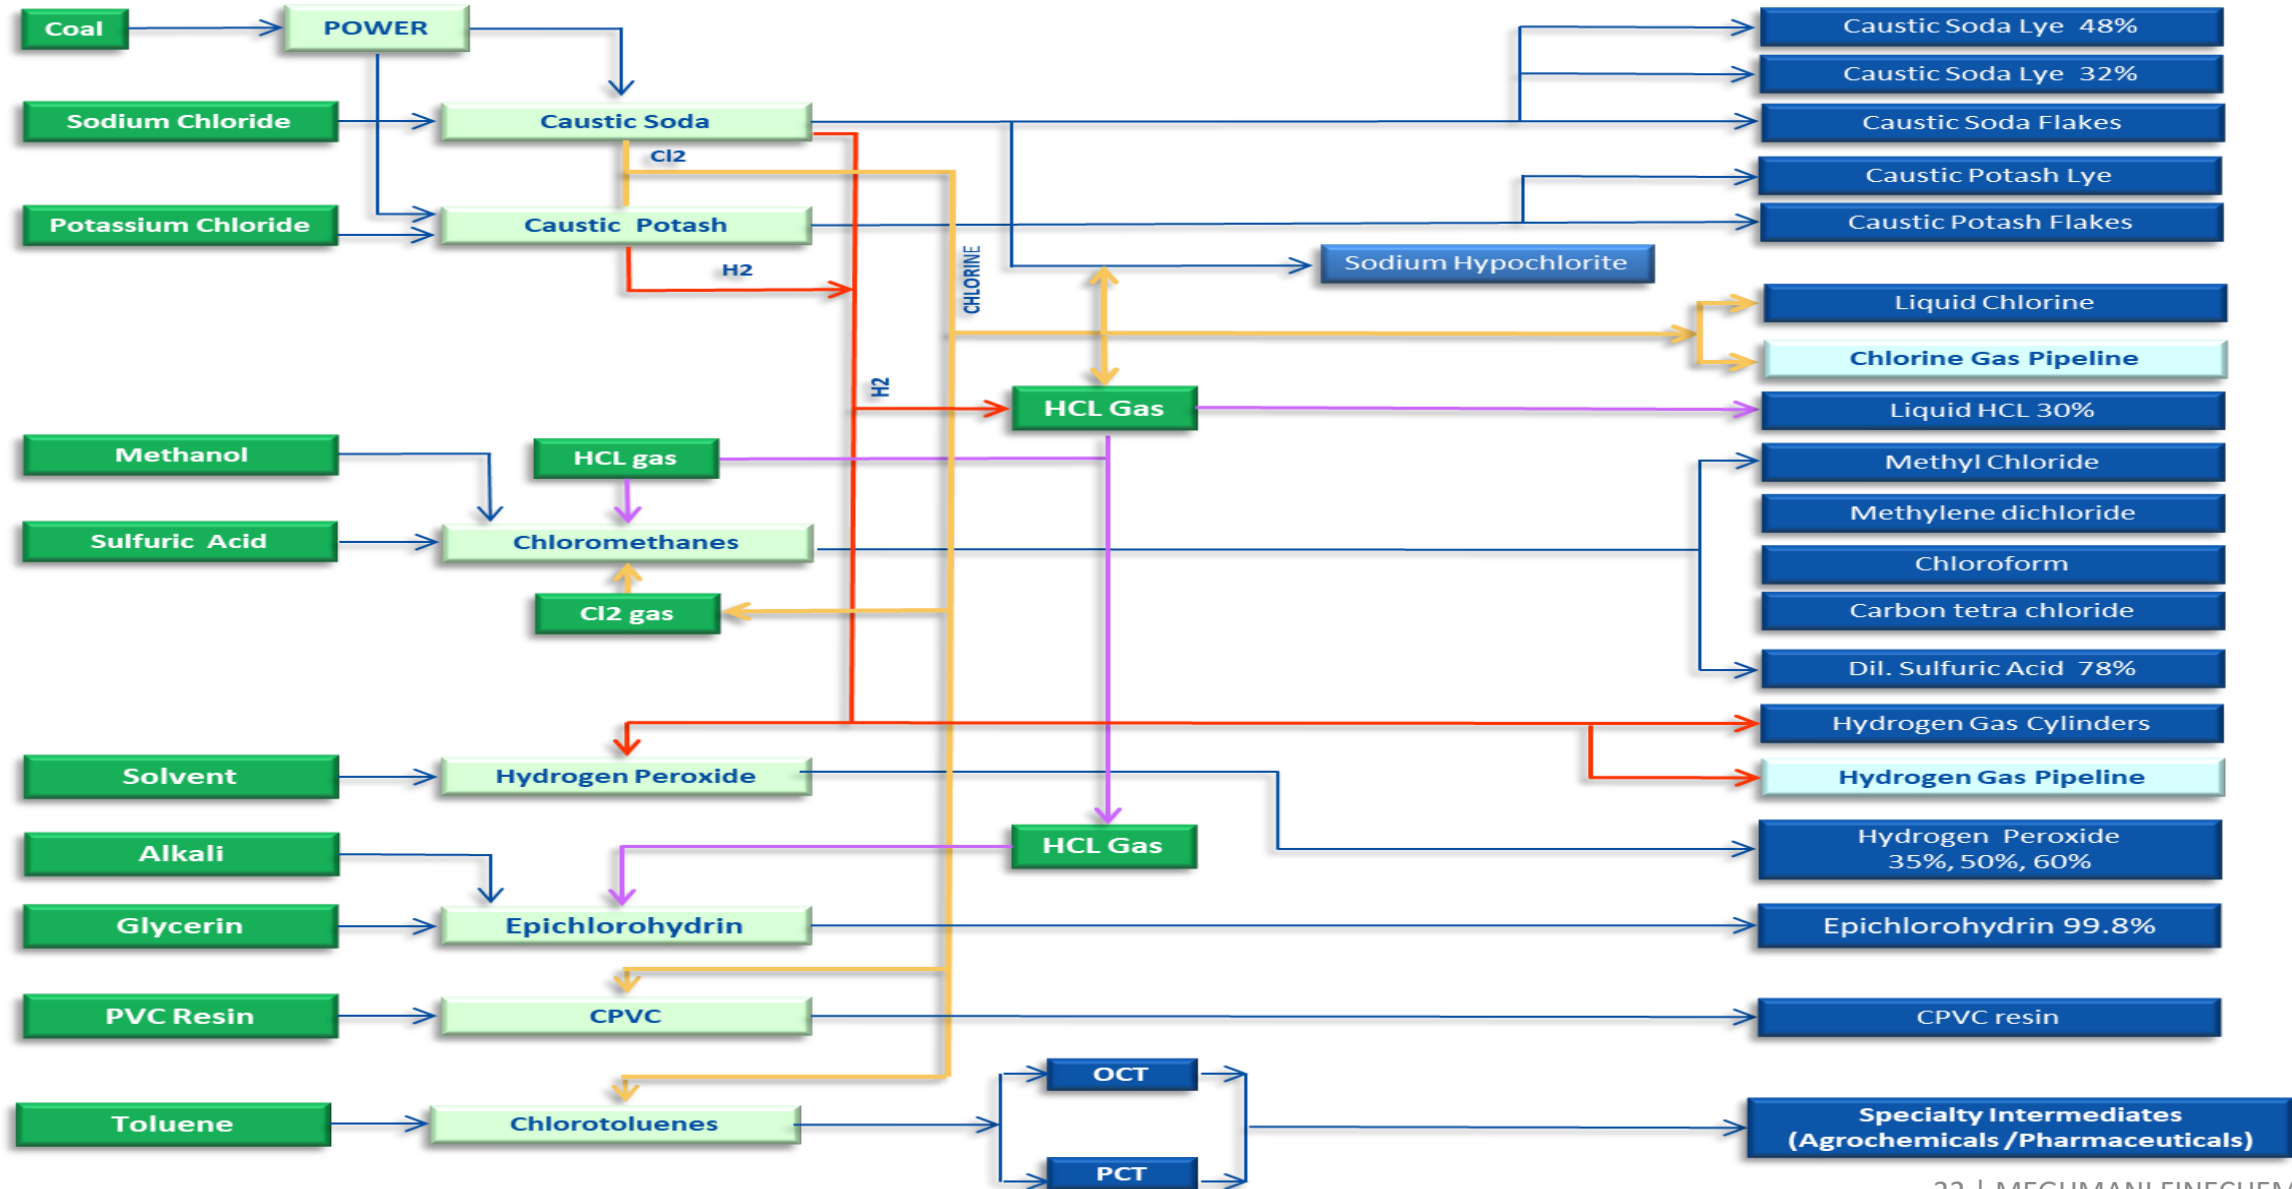 Coal
POWER
Caustic Soda Lye 48%
Caustic Soda Lye 32%
Sodium Chloride
Caustic Soda
Caustic Soda Flakes
Cl2
Caustic Potash Lye
Potassium Chloride
Caustic Potash
Caustic Potash Flakes
H2
CHLORINE
Sodium Hypochlorite
Liquid Chlorine
Chlorine Gas Pipeline
H2
HCL Gas
Liquid HCL 30%
Methanol
HCL gas
Methyl Chloride
Methylene dichloride
Sulfuric Acid
Chloromethanes
Chloroform
Cl2 gas
Carbon tetra chloride
Dil. Sulfuric Acid 78%
Hydrogen Gas Cylinders
Solvent
Hydrogen Peroxide
Hydrogen Gas Pipeline
Alkali
HCL Gas
Hydrogen Peroxide
35%, 50%, 60%
Glycerin
Epichlorohydrin
Epichlorohydrin 99.8%
PVC Resin
CPVC
CPVC resin
OCT
Toluene
Chlorotoluenes
Specialty Intermediates
(Agrochemicals /Pharmaceuticals)
PCT
22 | MEGHMANI FINECHEM